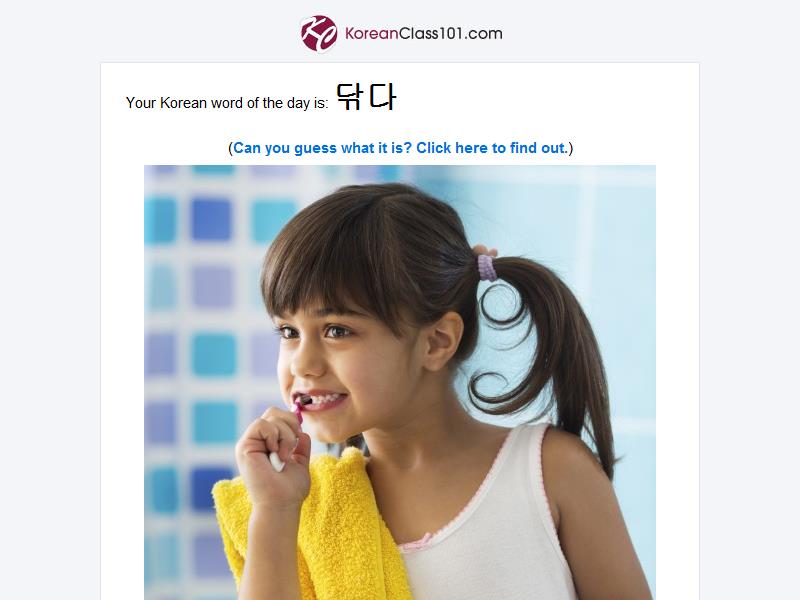 KC KoreanClass101.com
Your Korean word of the day is: 닦다
(Can you guess what it is? Click here to find out.)